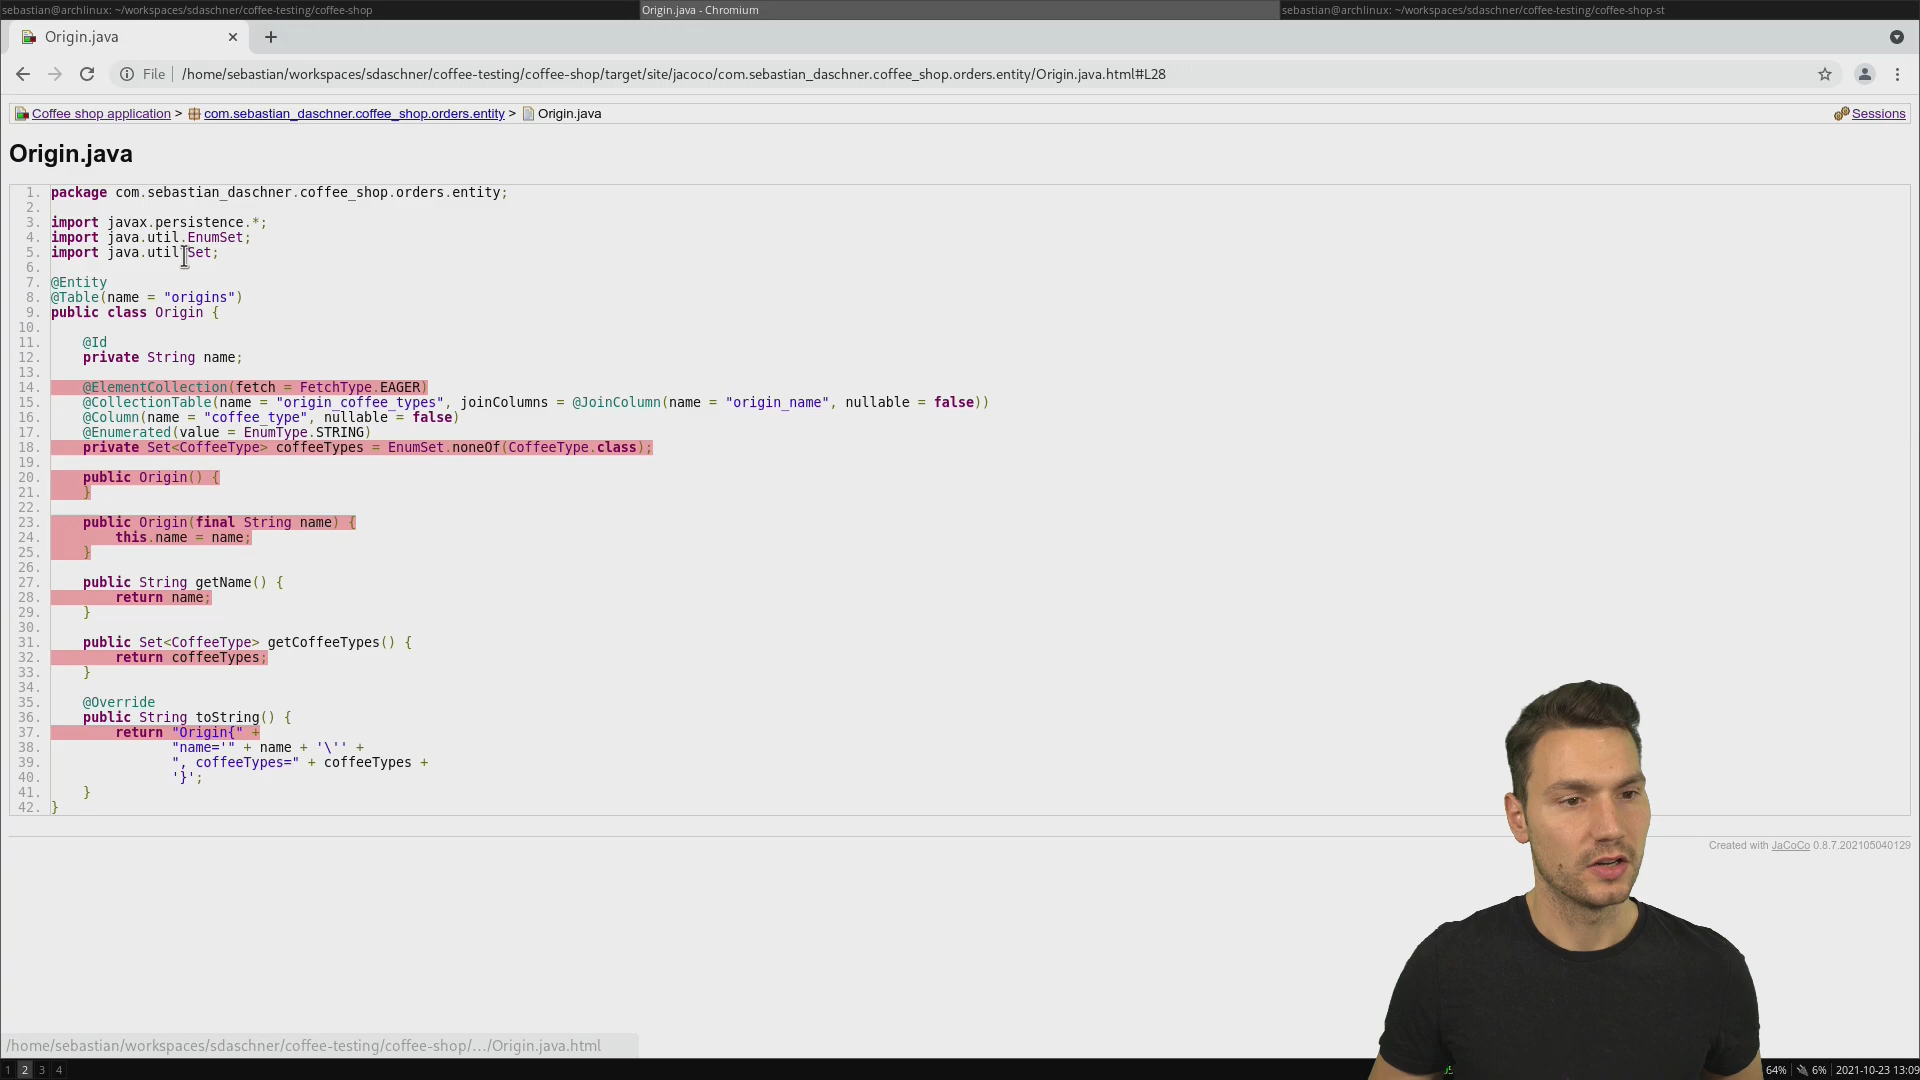 sebastian@archlinux: ~/workspaces/sdaschner/coffee-testing/coffee-shop
Origin.java - Chromium
sebastian@archlinux: ~/workspaces/sdaschner/coffee-testing/coffee-shop-st
Origin.java
File
/home/sebastian/workspaces/sdaschner/coffee-testing/coffee-shop/target/site/jacoco/com.sebastian_daschner.coffee_shop.orders.entity/Origin.java.html#L28
Coffee shop application > com.sebastian_daschner.coffee_shop.orders.entity > Origin.java
Sessions
Origin.java
1. package com.sebastian_daschner.coffee_shop.orders.entity;
2.
3. import javax.persistence.*;
4. import java.util.EnumSet;
5. import java.util.Set;
6.
7. @Entity
8. @Table(name = "origins")
9. public class Origin {
10.
11.     @Id
12.     private String name;
13.
14.     @ElementCollection(fetch = FetchType.EAGER)
15.     @CollectionTable(name = "origin_coffee_types", joinColumns = @JoinColumn(name = "origin_name", nullable = false))
16.     @Column(name = "coffee_type", nullable = false)
17.     @Enumerated(value = EnumType.STRING)
18.     private Set<CoffeeType> coffeeTypes = EnumSet.noneOf(CoffeeType.class);
19.
20.     public Origin() {
21.     }
22.
23.     public Origin(final String name) {
24.         this.name = name;
25.     }
26.
27.     public String getName() {
28.         return name;
29.     }
30.
31.     public Set<CoffeeType> getCoffeeTypes() {
32.         return coffeeTypes;
33.     }
34.
35.     @Override
36.     public String toString() {
37.         return "Origin{" +
38.                "name='" + name + '\'' +
39.                ", coffeeTypes=" + coffeeTypes +
40.                '}';
41.     }
42. }
Created with JaCoCo 0.8.7.202105040129
/home/sebastian/workspaces/sdaschner/coffee-testing/coffee-shop/…/Origin.java.html
1 2 3 4
64% 6% 2021-10-23 13:09